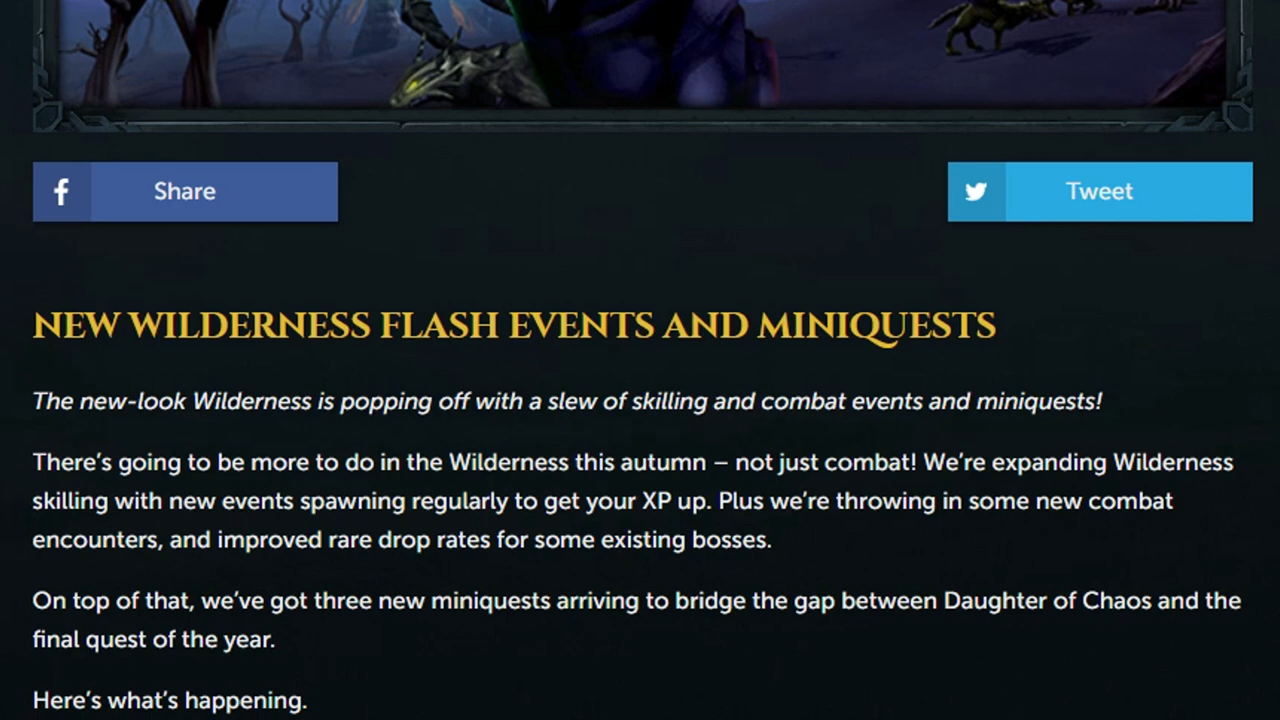 Share
Tweet
NEW WILDERNESS FLASH EVENTS AND MINIQUESTS
The new-look Wilderness is popping off with a slew of skilling and combat events and miniquests!
There's going to be more to do in the Wilderness this autumn – not just combat! We're expanding Wilderness
skilling with new events spawning regularly to get your XP up. Plus we're throwing in some new combat
encounters, and improved rare drop rates for some existing bosses.
On top of that, we've got three new miniquests arriving to bridge the gap between Daughter of Chaos and the
final quest of the year.
Here's what's happening.